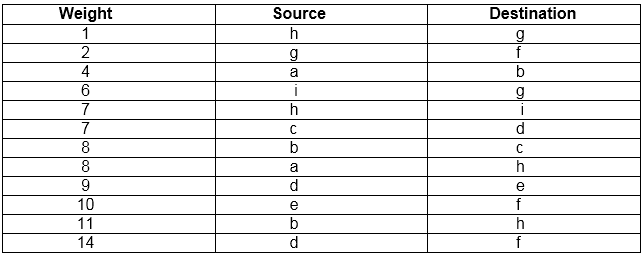 Weight Source Destination
1 h g
2 g f
4 a b
6 i g
7 h i
7 c d
8 b c
8 a h
9 d e
10 e f
11 b h
14 d f